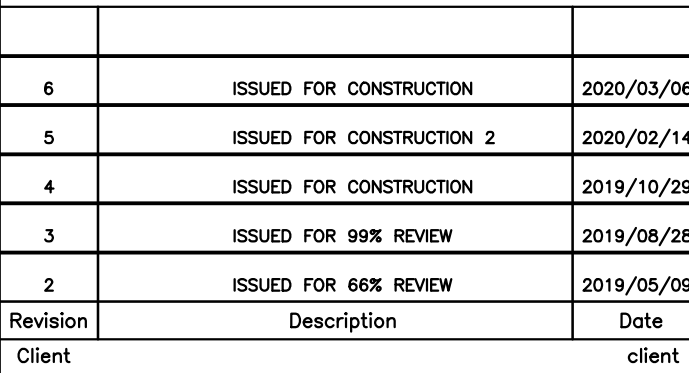 6 ISSUED FOR CONSTRUCTION 2020/03/06
5 ISSUED FOR CONSTRUCTION 2 2020/02/14
4 ISSUED FOR CONSTRUCTION 2019/10/29
3 ISSUED FOR 99% REVIEW 2019/08/28
2 ISSUED FOR 66% REVIEW 2019/05/09
Revision Description Date
Client client